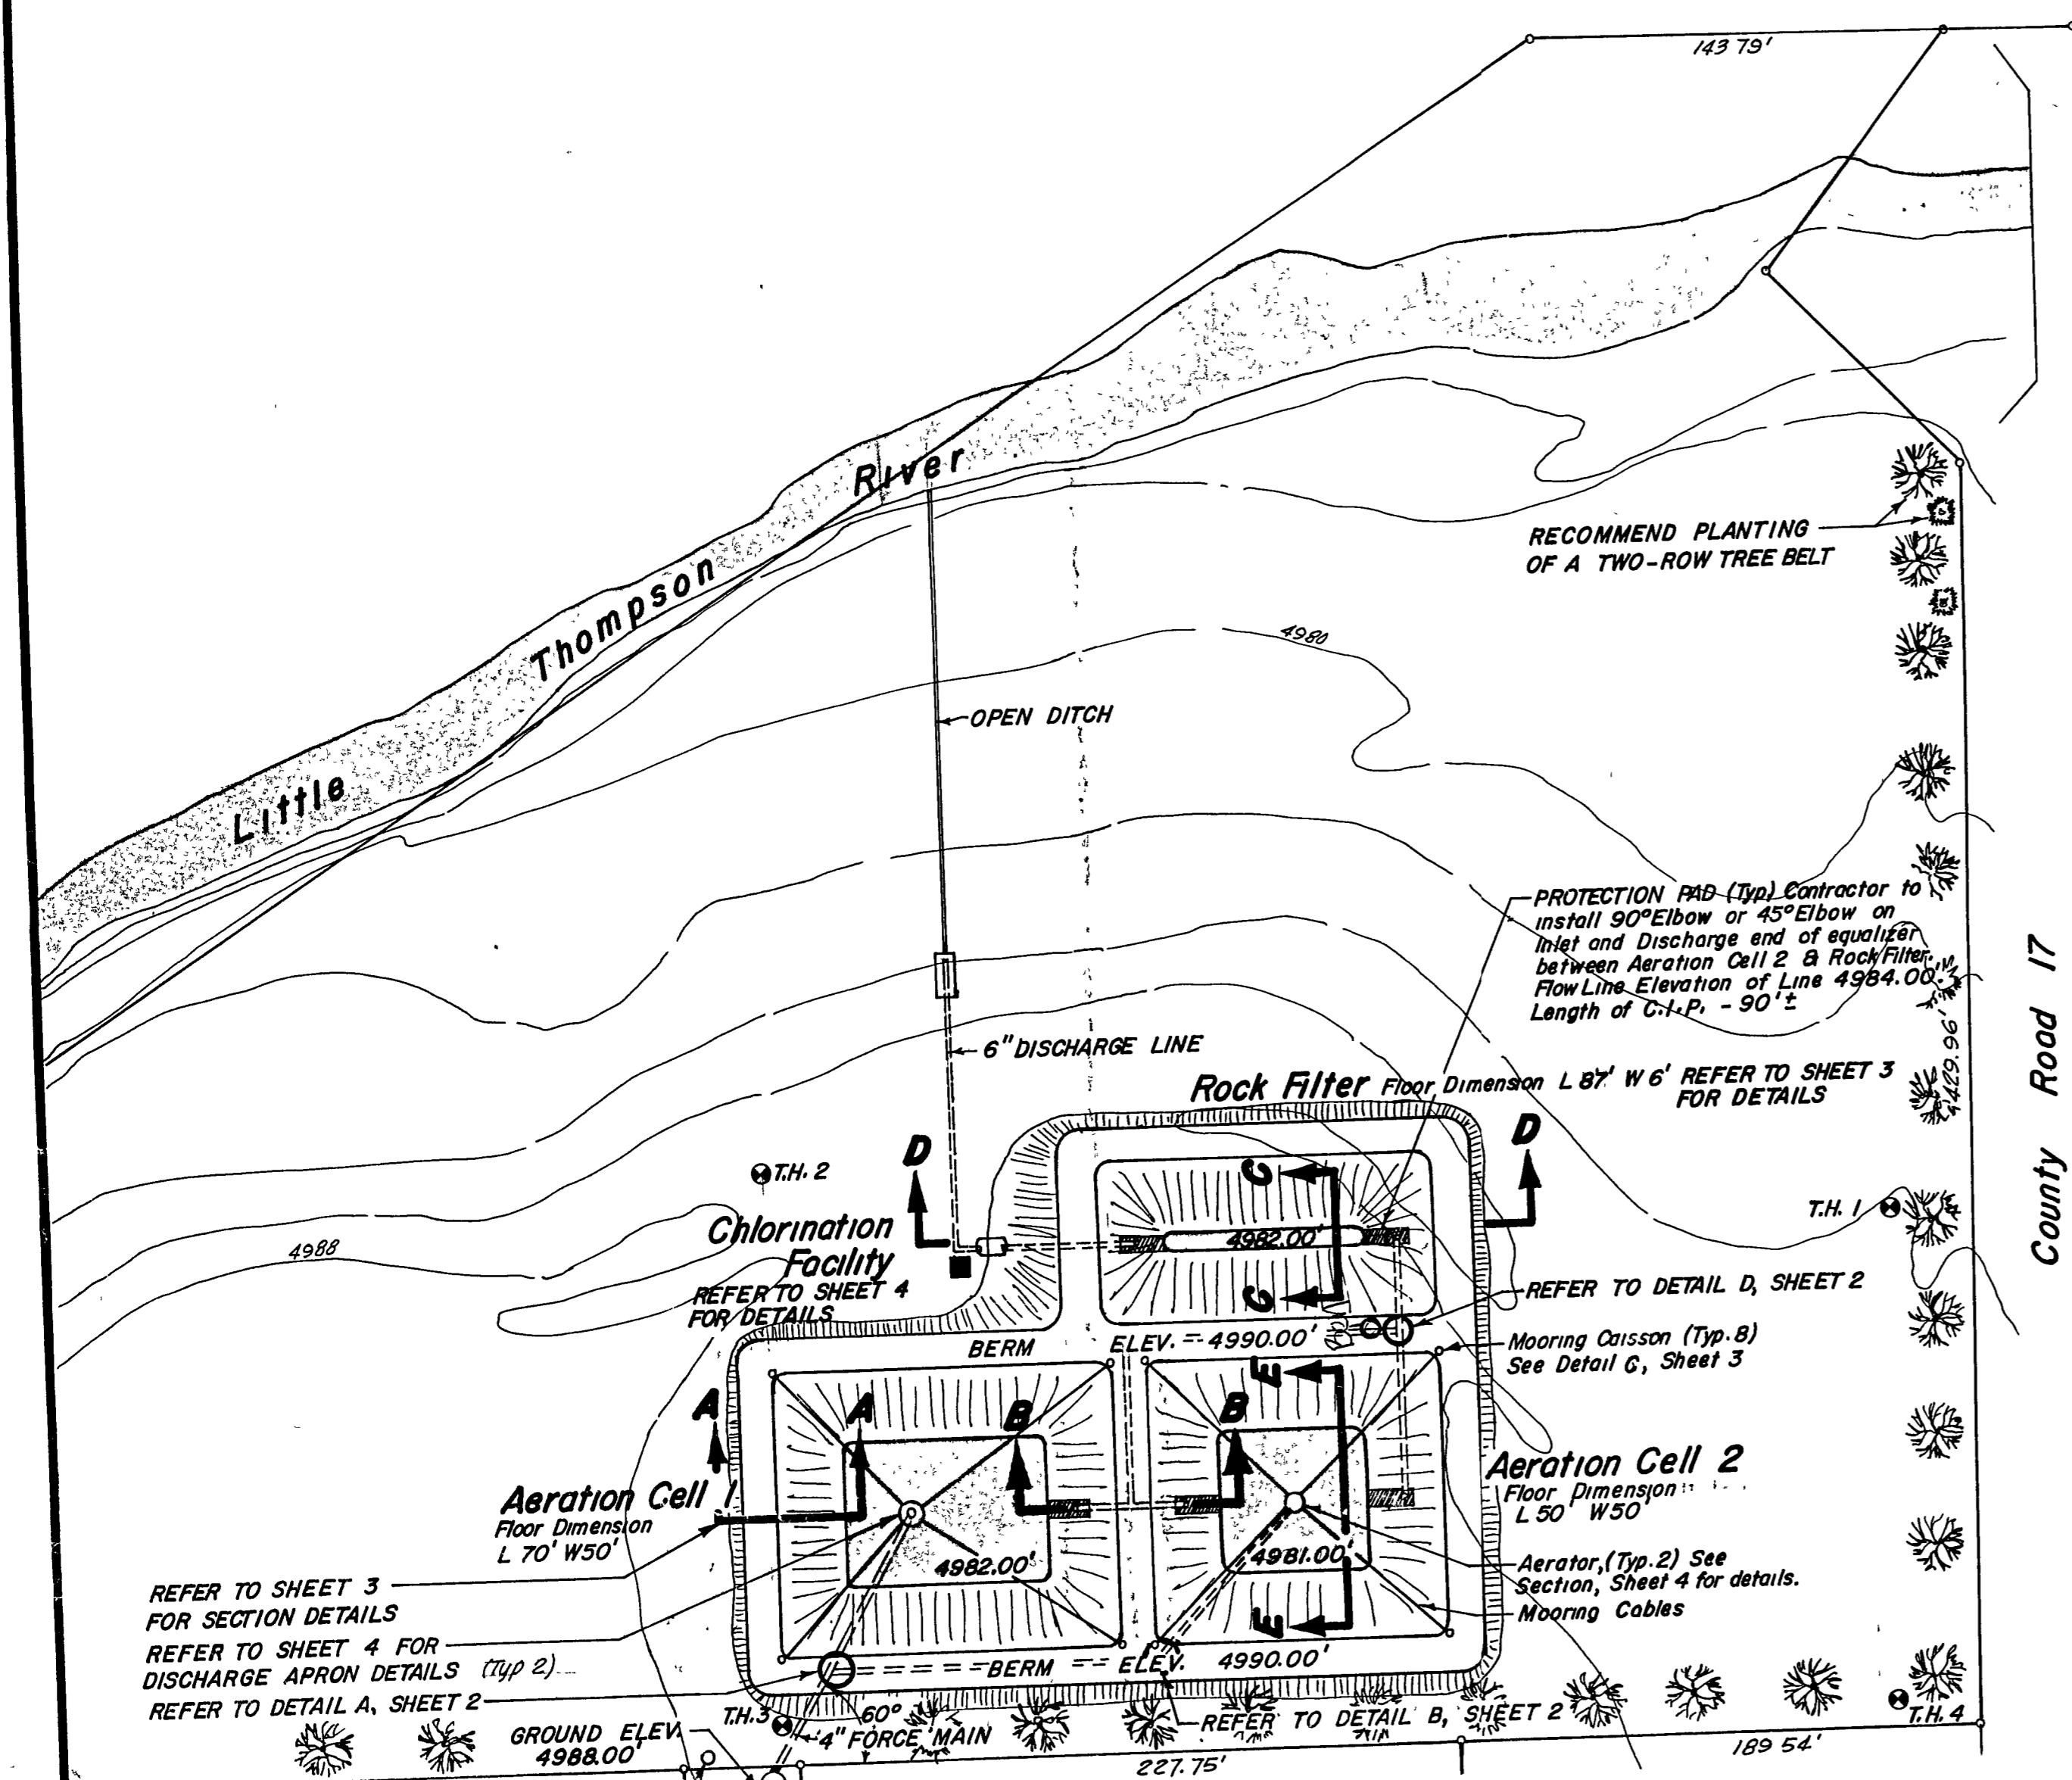 143 79'
Little Thompson River
RECOMMEND PLANTING
OF A TWO-ROW TREE BELT
4980
OPEN DITCH
PROTECTION PAD (Typ) Contractor to
install 90° Elbow or 45° Elbow on
Inlet and Discharge end of equalizer
between Aeration Cell 2 & Rock Filter.
Flow Line Elevation of Line 4984.00'
Length of C.I.P. - 90'±
429.96'
County Road 17
6" DISCHARGE LINE
Rock Filter Floor Dimension L 87' W 6' REFER TO SHEET 3
FOR DETAILS
D
D
T.H. 2
T.H. 1
C
Chlorination
Facility
REFER TO SHEET 4
FOR DETAILS
4988
4982.00'
C
REFER TO DETAIL D, SHEET 2
BERM ELEV. = 4990.00'
Mooring Caisson (Typ. 8)
See Detail C, Sheet 3
E
A
A
B
B
Aeration Cell 1
Floor Dimension
L 70' W50'
Aeration Cell 2
Floor Dimension
L 50' W50'
4982.00'
4981.00'
Aerator, (Typ. 2) See
Section, Sheet 4 for details.
Mooring Cables
E
REFER TO SHEET 3
FOR SECTION DETAILS
REFER TO SHEET 4 FOR
DISCHARGE APRON DETAILS (Typ 2)
REFER TO DETAIL A, SHEET 2
BERM ELEV. 4990.00'
T.H. 3
60°
4" FORCE MAIN
REFER TO DETAIL B, SHEET 2
T.H. 4
GROUND ELEV.
4988.00'
227.75'
189 54'